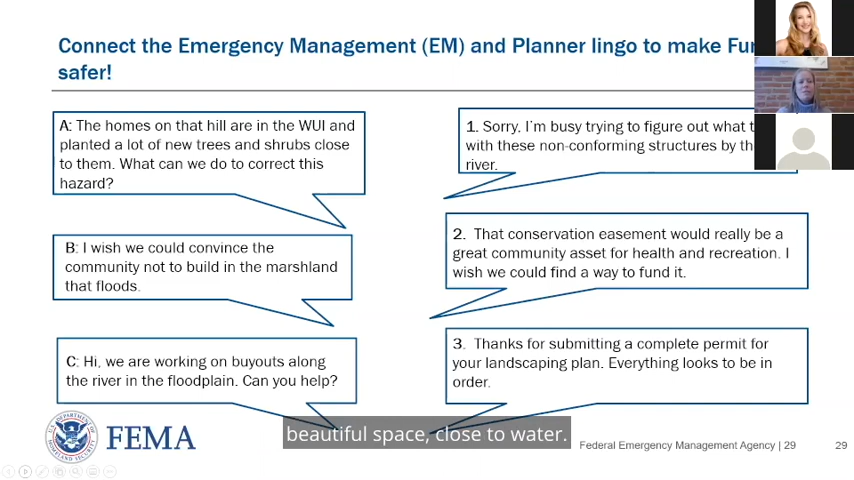 Connect the Emergency Management (EM) and Planner lingo to make
safer!
A: The homes on that hill are in the WUI and
planted a lot of new trees and shrubs close
to them. What can we do to correct this
hazard?
B: I wish we could convince the
community not to build in the marshland
that floods.
C: Hi, we are working on buyouts along
the river in the floodplain. Can you help?
1. Sorry, I'm busy trying to figure out what
with these non-conforming structures by
river.
2. That conservation easement would really be a
great community asset for health and recreation. I
wish we could find a way to fund it.
3. Thanks for submitting a complete permit for
your landscaping plan. Everything looks to be in
order.
beautiful space, close to water.
FEMA
Federal Emergency Management Agency | 29
29